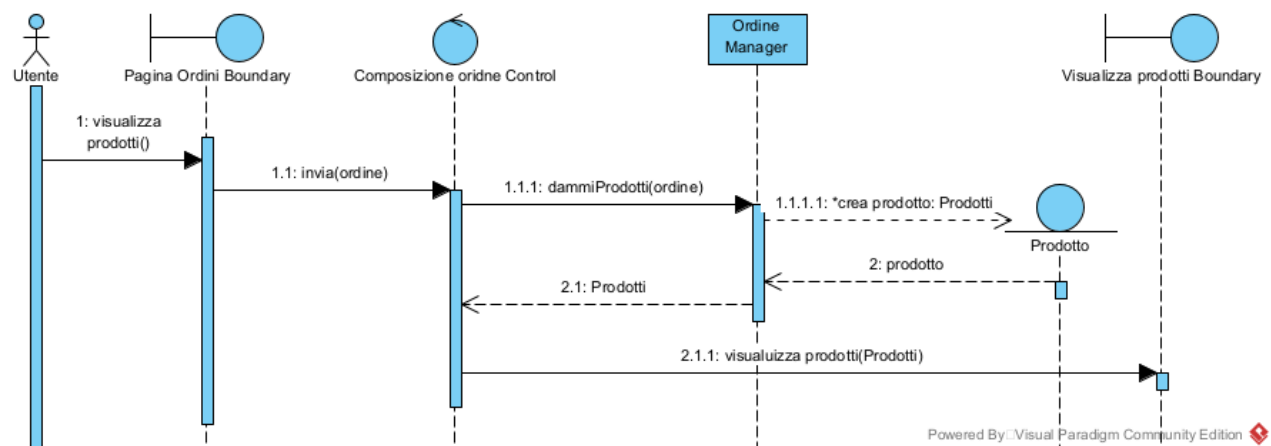 Ordine
Manager
Utente
Pagina Ordini Boundary
Composizione oridne Control
Visualizza prodotti Boundary
1: visualizza
prodotti()
1.1: invia(ordine)
1.1.1: dammiProdotti(ordine)
1.1.1.1: *crea prodotto: Prodotti
Prodotto
2: prodotto
2.1: Prodotti
2.1.1: visualuizza prodotti(Prodotti)
Powered By Visual Paradigm Community Edition